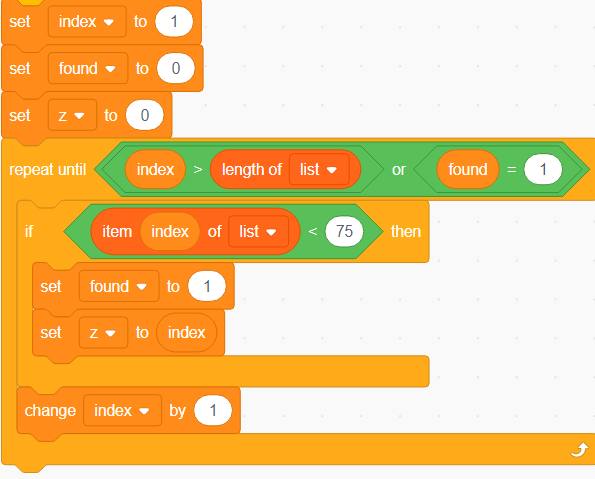 set index to 1
set found to 0
set z to 0
repeat until index > length of list or found = 1
if item index of list < 75 then
set found to 1
set z to index
change index by 1